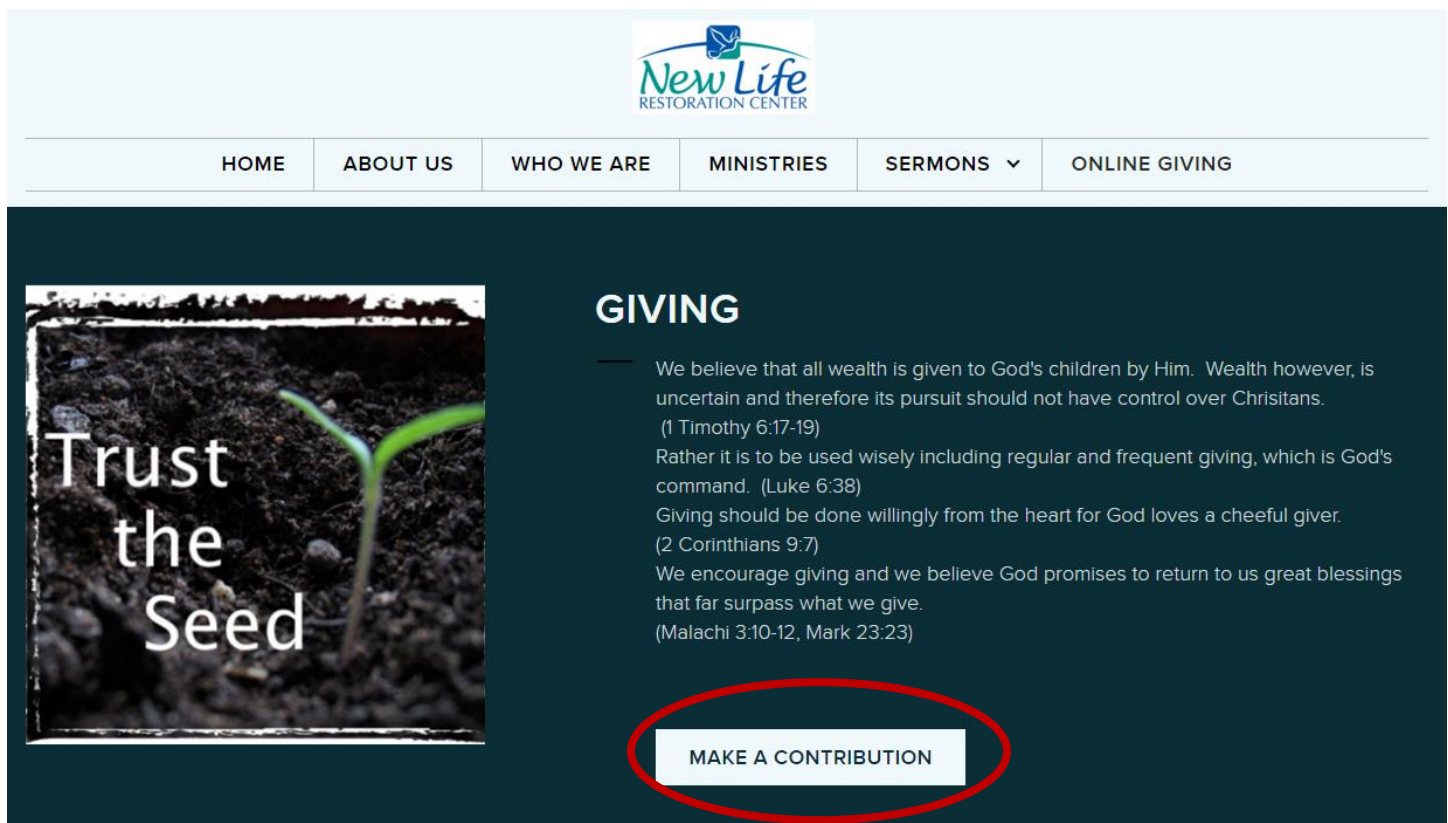 New Life
RESTORATION CENTER
HOME ABOUT US WHO WE ARE MINISTRIES SERMONS ONLINE GIVING
Trust
the
Seed
GIVING
We believe that all wealth is given to God's children by Him. Wealth however, is
uncertain and therefore its pursuit should not have control over Chrisitans.
(1 Timothy 6:17-19)
Rather it is to be used wisely including regular and frequent giving, which is God's
command. (Luke 6:38)
Giving should be done willingly from the heart for God loves a cheeful giver.
(2 Corinthians 9:7)
We encourage giving and we believe God promises to return to us great blessings
that far surpass what we give.
(Malachi 3:10-12, Mark 23:23)
MAKE A CONTRIBUTION